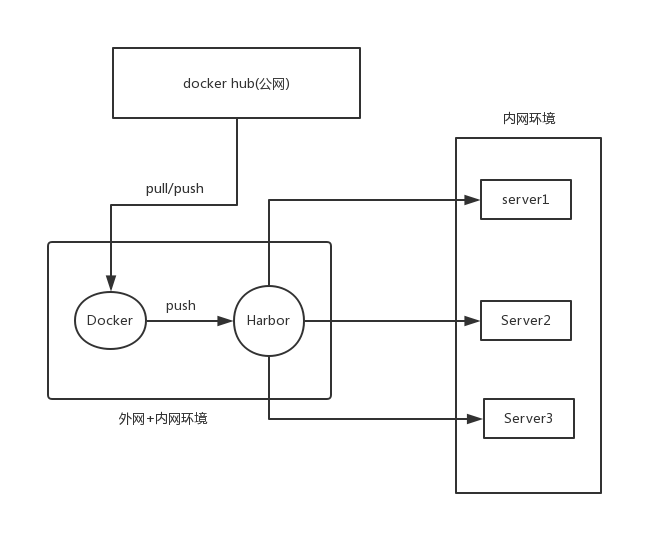 docker hub(公网)
内网环境
pull/push
server1
push
Docker
Harbor
Server2
外网+内网环境
Server3